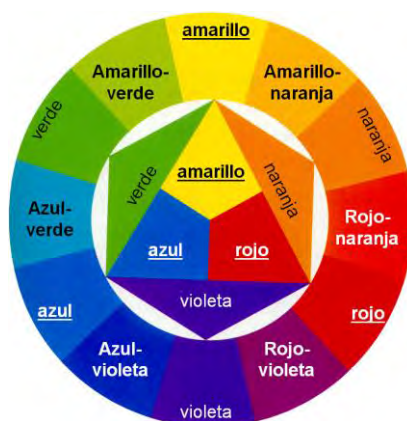 amarillo
Amarillo-
verde
Amarillo-
naranja
verde
naranja
amarillo
verde
naranja
Azul-
verde
Rojo-
naranja
azul
rojo
azul
rojo
violeta
Azul-
violeta
Rojo-
violeta
violeta